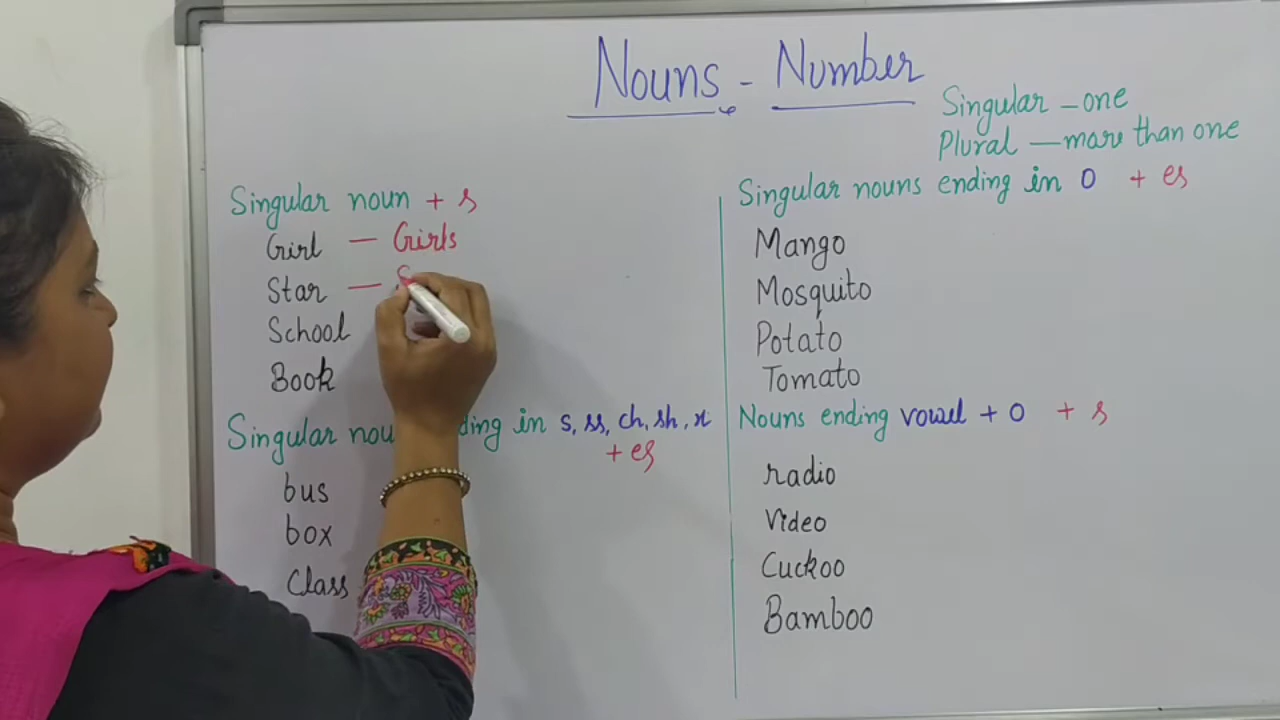 Nouns - Number
Singular - one
Plural - more than one
Singular noun + s
Girl - Girls
Star - S
School
Book
Singular ding in s, ss, ch, sh, x
+ es
bus
box
Class
Singular nouns ending in o + es
Mango
Mosquito
Potato
Tomato
Nouns ending vowel + o + s
radio
Video
Cuckoo
Bamboo